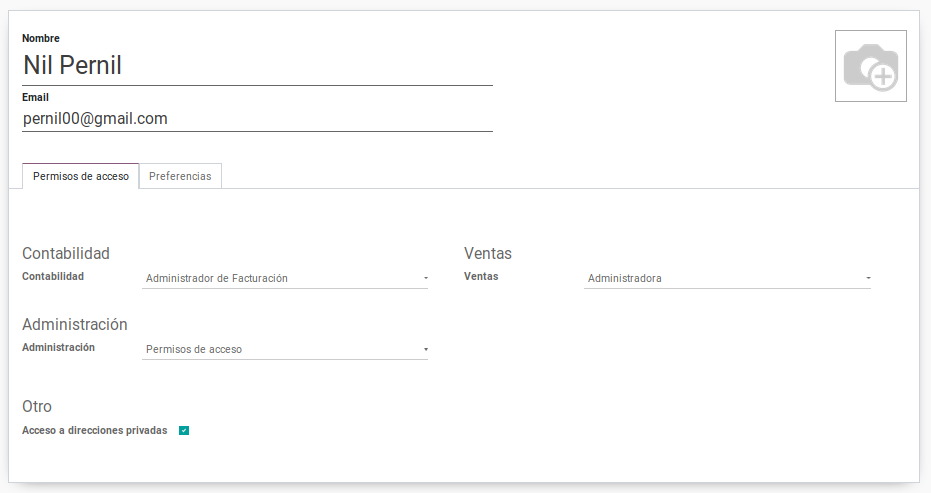 Nombre
Nil Pernil
Email
pernil00@gmail.com
Permisos de acceso Preferencias
Contabilidad Ventas
Contabilidad Administrador de Facturación Ventas Administradora
Administración
Administración Permisos de acceso
Otro
Acceso a direcciones privadas